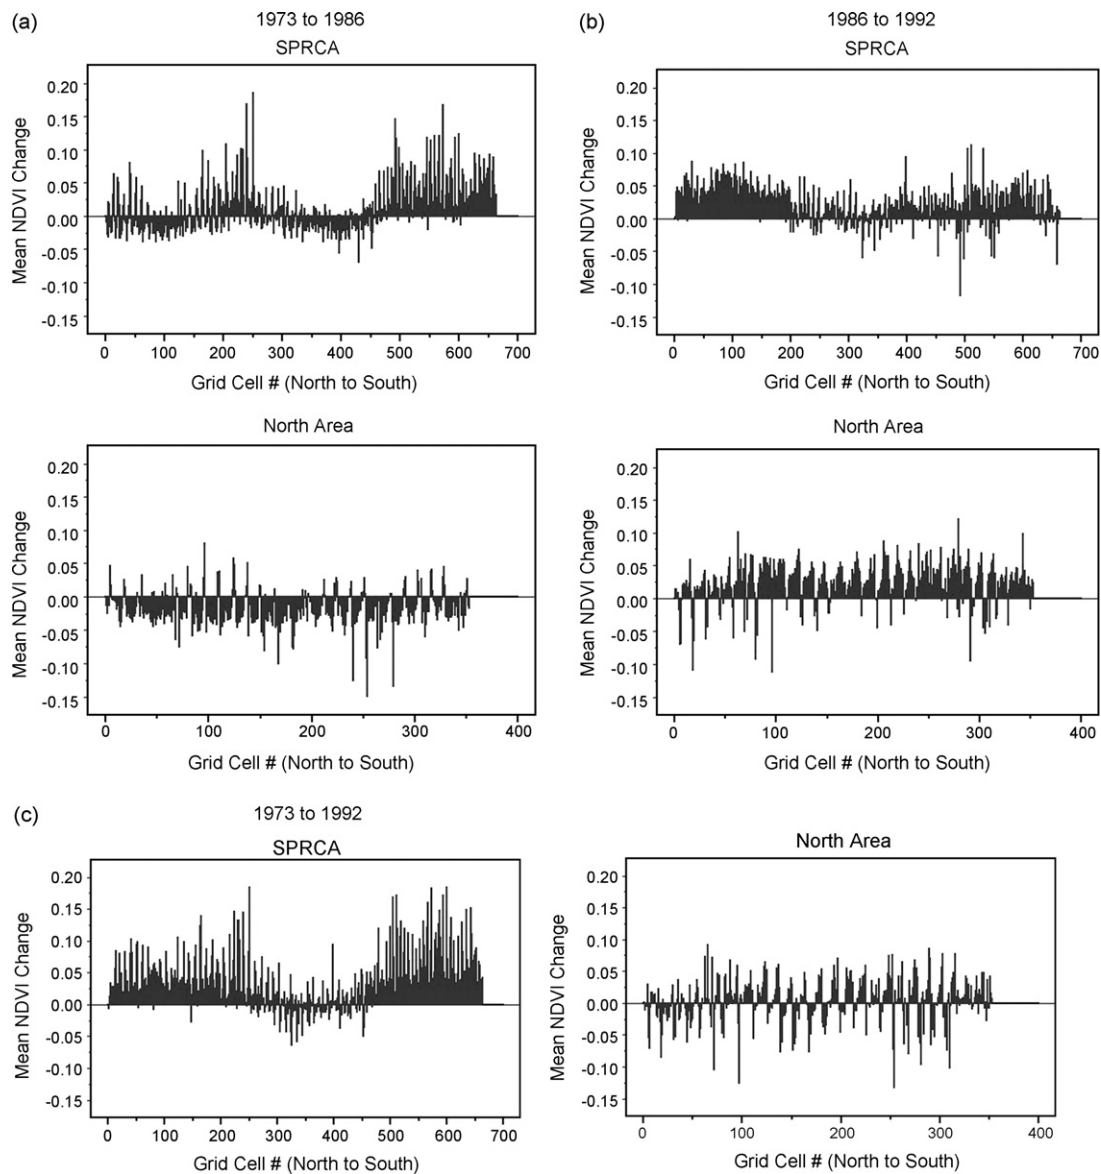 (a)
1973 to 1986
SPRCA
Mean NDVI Change
0.20
0.15
0.10
0.05
0.00
-0.05
-0.10
-0.15
0 100 200 300 400 500 600 700
Grid Cell # (North to South)
North Area
Mean NDVI Change
0.20
0.15
0.10
0.05
0.00
-0.05
-0.10
-0.15
0 100 200 300 400
Grid Cell # (North to South)
(b)
1986 to 1992
SPRCA
Mean NDVI Change
0.20
0.15
0.10
0.05
0.00
-0.05
-0.10
-0.15
0 100 200 300 400 500 600 700
Grid Cell # (North to South)
North Area
Mean NDVI Change
0.20
0.15
0.10
0.05
0.00
-0.05
-0.10
-0.15
0 100 200 300 400
Grid Cell # (North to South)
(c)
1973 to 1992
SPRCA
Mean NDVI Change
0.20
0.15
0.10
0.05
0.00
-0.05
-0.10
-0.15
0 100 200 300 400 500 600 700
Grid Cell # (North to South)
North Area
Mean NDVI Change
0.20
0.15
0.10
0.05
0.00
-0.05
-0.10
-0.15
0 100 200 300 400
Grid Cell # (North to South)